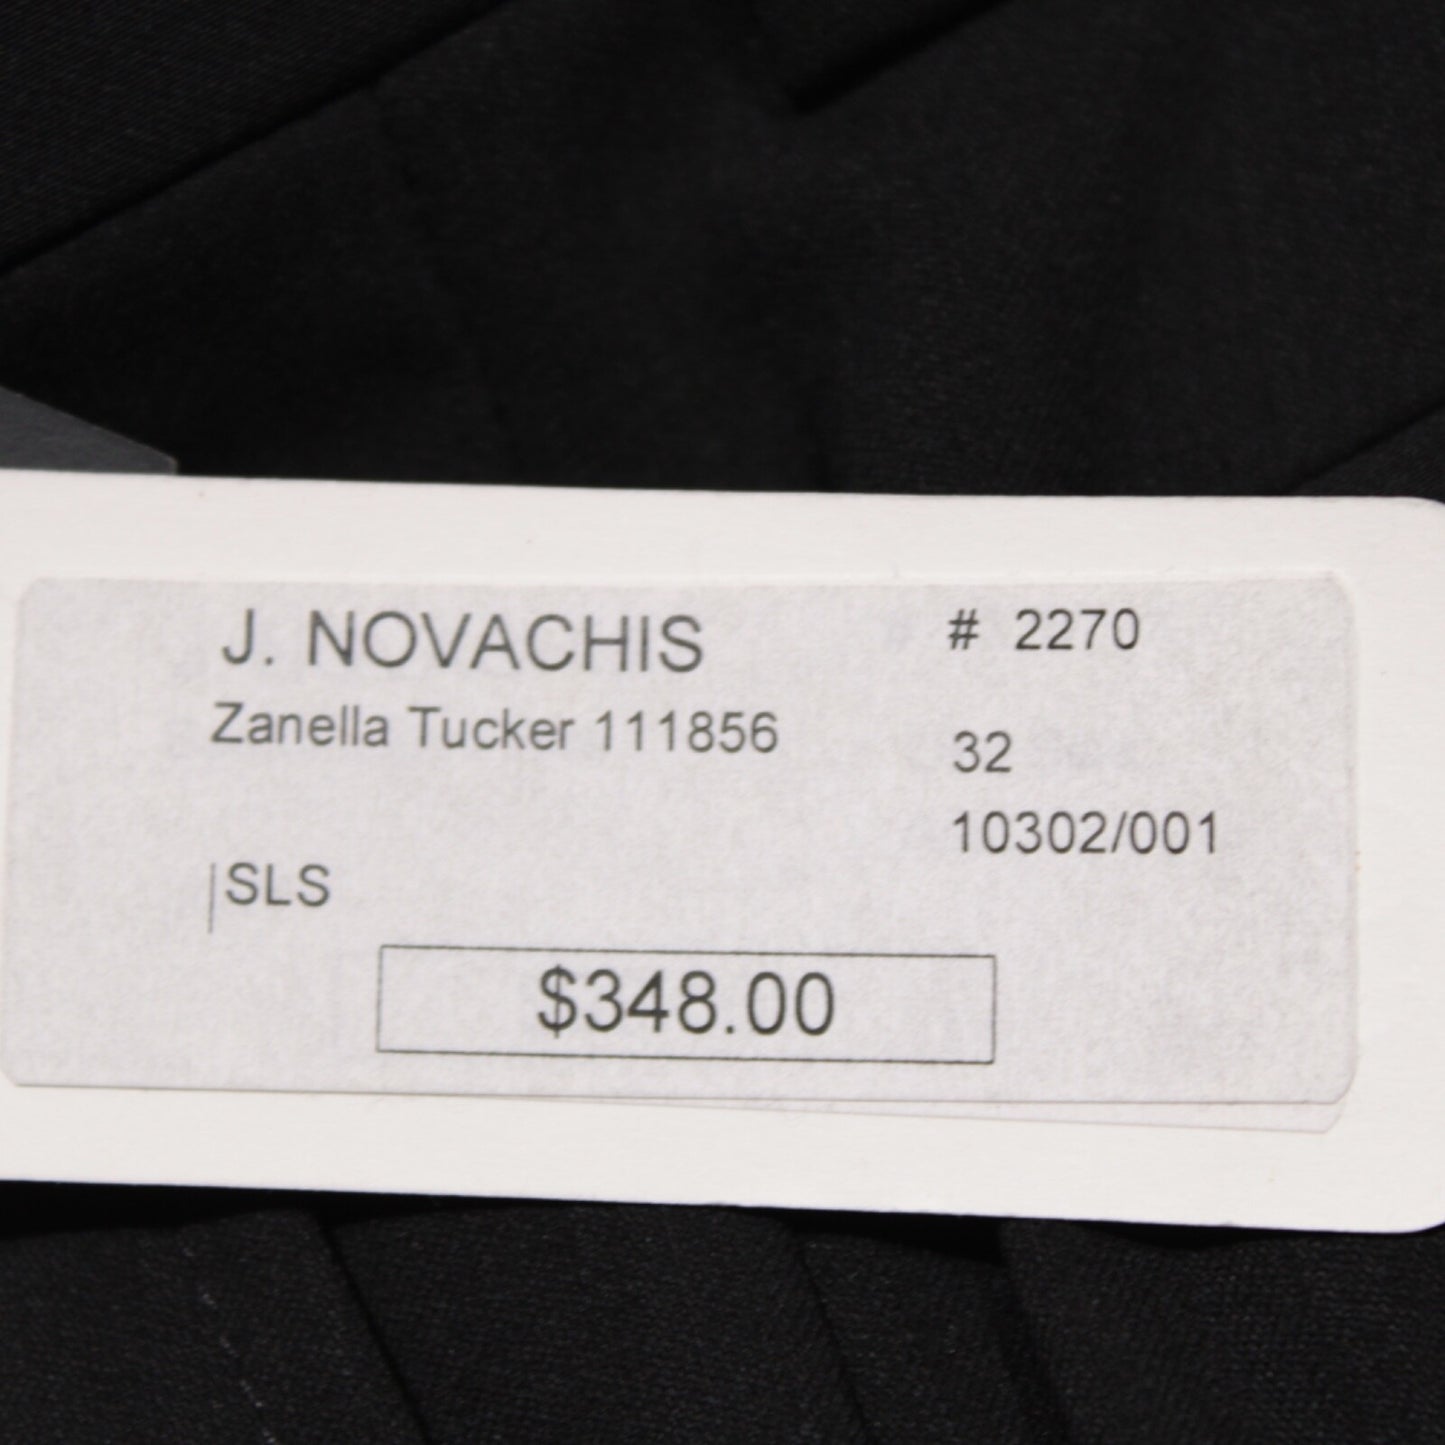 J. NOVACHIS
# 2270
Zanella Tucker 111856
32
10302/001
SLS
$348.00